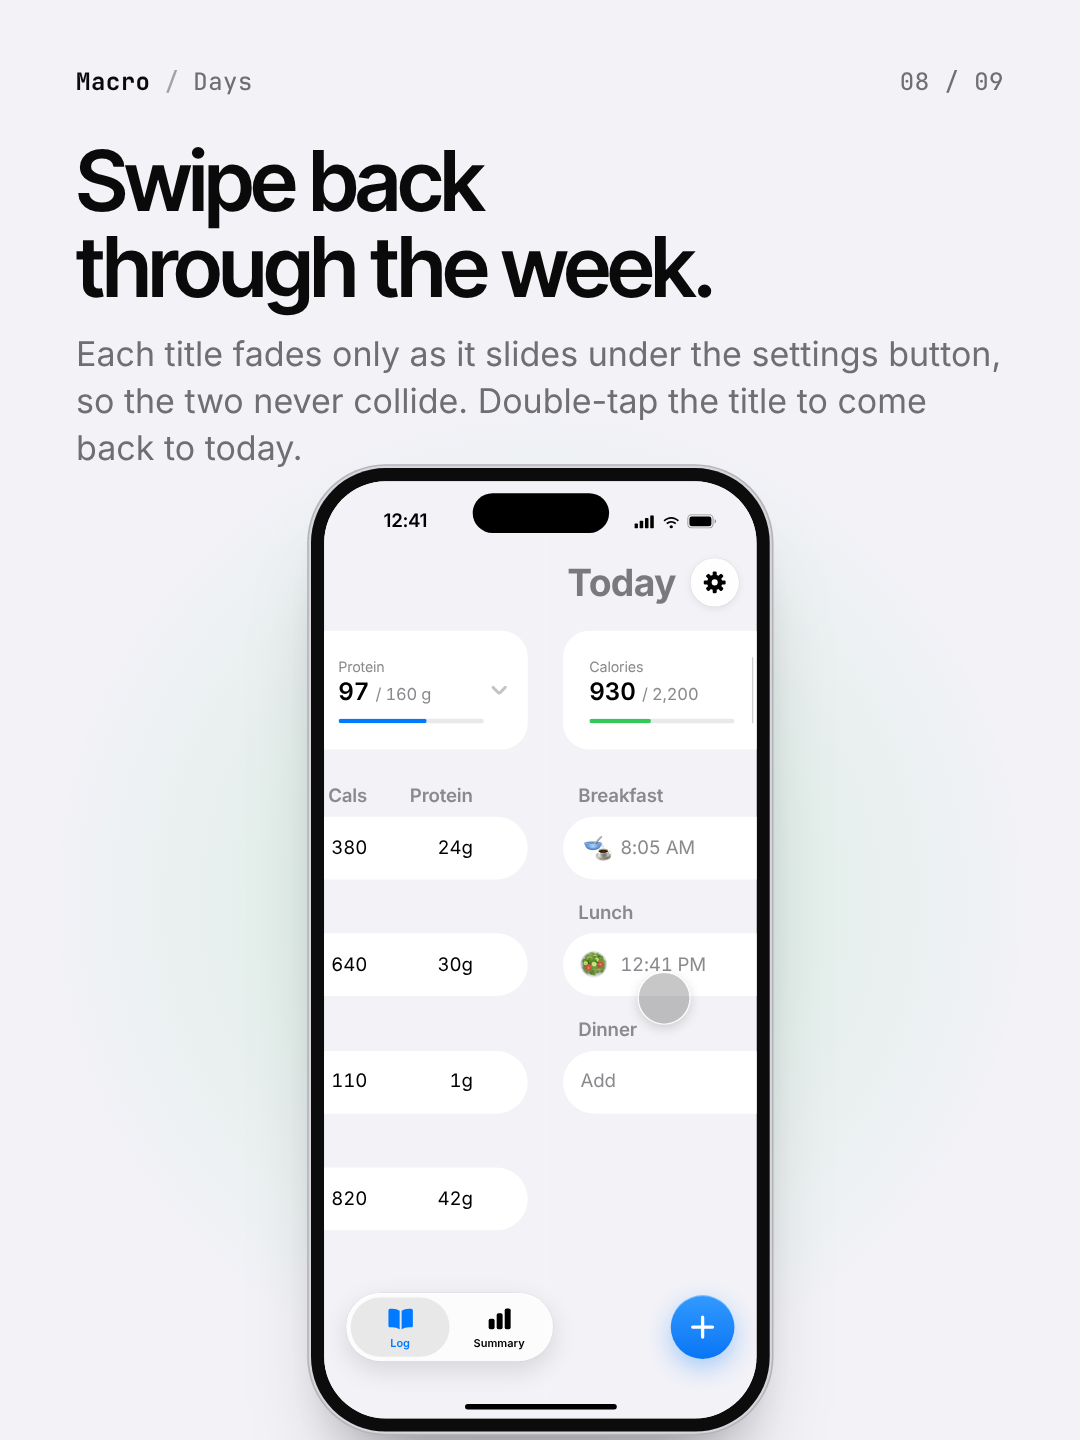 Macro / Days
08 / 09
Swipe back
through the week.
Each title fades only as it slides under the settings button,
so the two never collide. Double-tap the title to come
back to today.
12:41
Today
Protein
97 / 160 g
Calories
930 / 2,200
Cals Protein
Breakfast
380 24g
8:05 AM
Lunch
640 30g
12:41 PM
Dinner
110 1g
Add
820 42g
Log
Summary